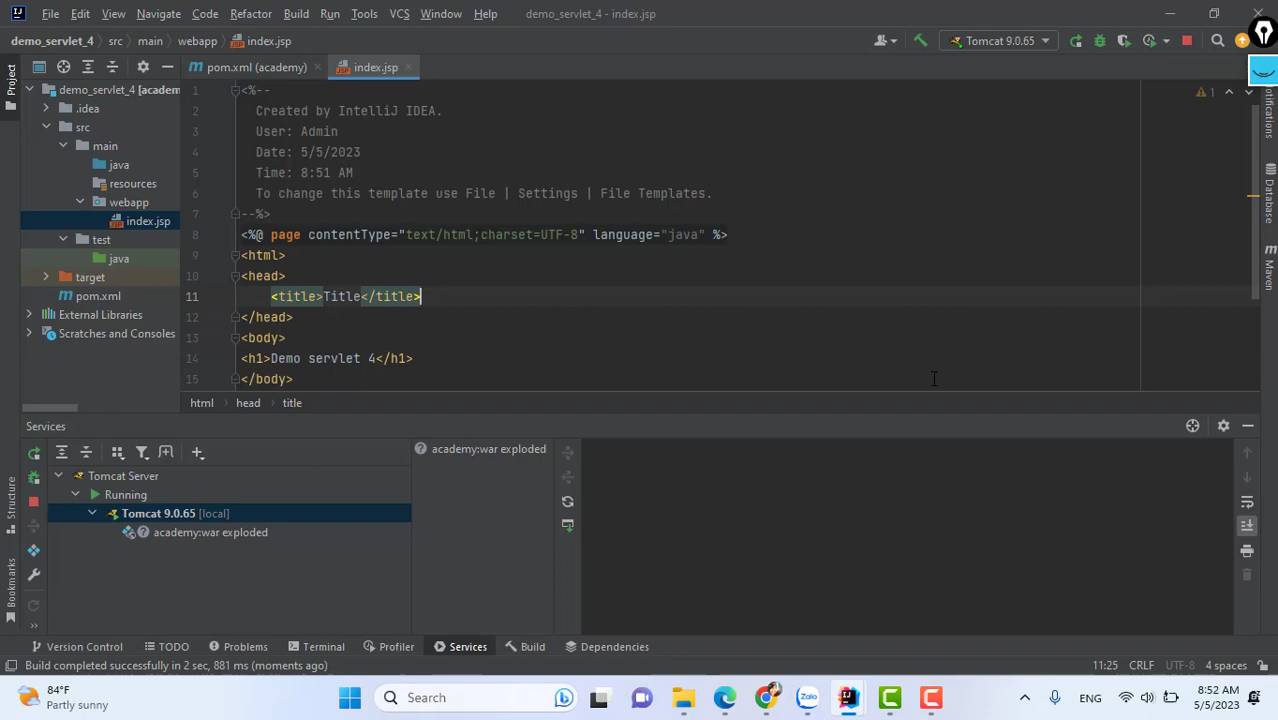 File Edit View Navigate Code Refactor Build Run Tools VCS Window Help demo_servlet_4 - index.jsp
demo_servlet_4 src main webapp index.jsp Tomcat 9.0.65
Project
pom.xml (academy) index.jsp
demo_servlet_4 [academ
.idea
src
main
java
resources
webapp
index.jsp
test
java
target
pom.xml
External Libraries
Scratches and Consoles
1 <%--
2 Created by IntelliJ IDEA.
3 User: Admin
4 Date: 5/5/2023
5 Time: 8:51 AM
6 To change this template use File | Settings | File Templates.
7 --%>
8 <%@ page contentType="text/html;charset=UTF-8" language="java" %>
9 <html>
10 <head>
11 <title>Title</title>
12 </head>
13 <body>
14 <h1>Demo servlet 4</h1>
15 </body>
1
html head title
Notifications
Database
Maven
Services
Tomcat Server
Running
Tomcat 9.0.65 [local]
academy:war exploded
academy:war exploded
Structure
Bookmarks
Version Control TODO Problems Terminal Profiler Services Build Dependencies
Build completed successfully in 2 sec, 881 ms (moments ago) 11:25 CRLF UTF-8 4 spaces
84°F
Partly sunny
Search
Zalo
ENG
8:52 AM
5/5/2023